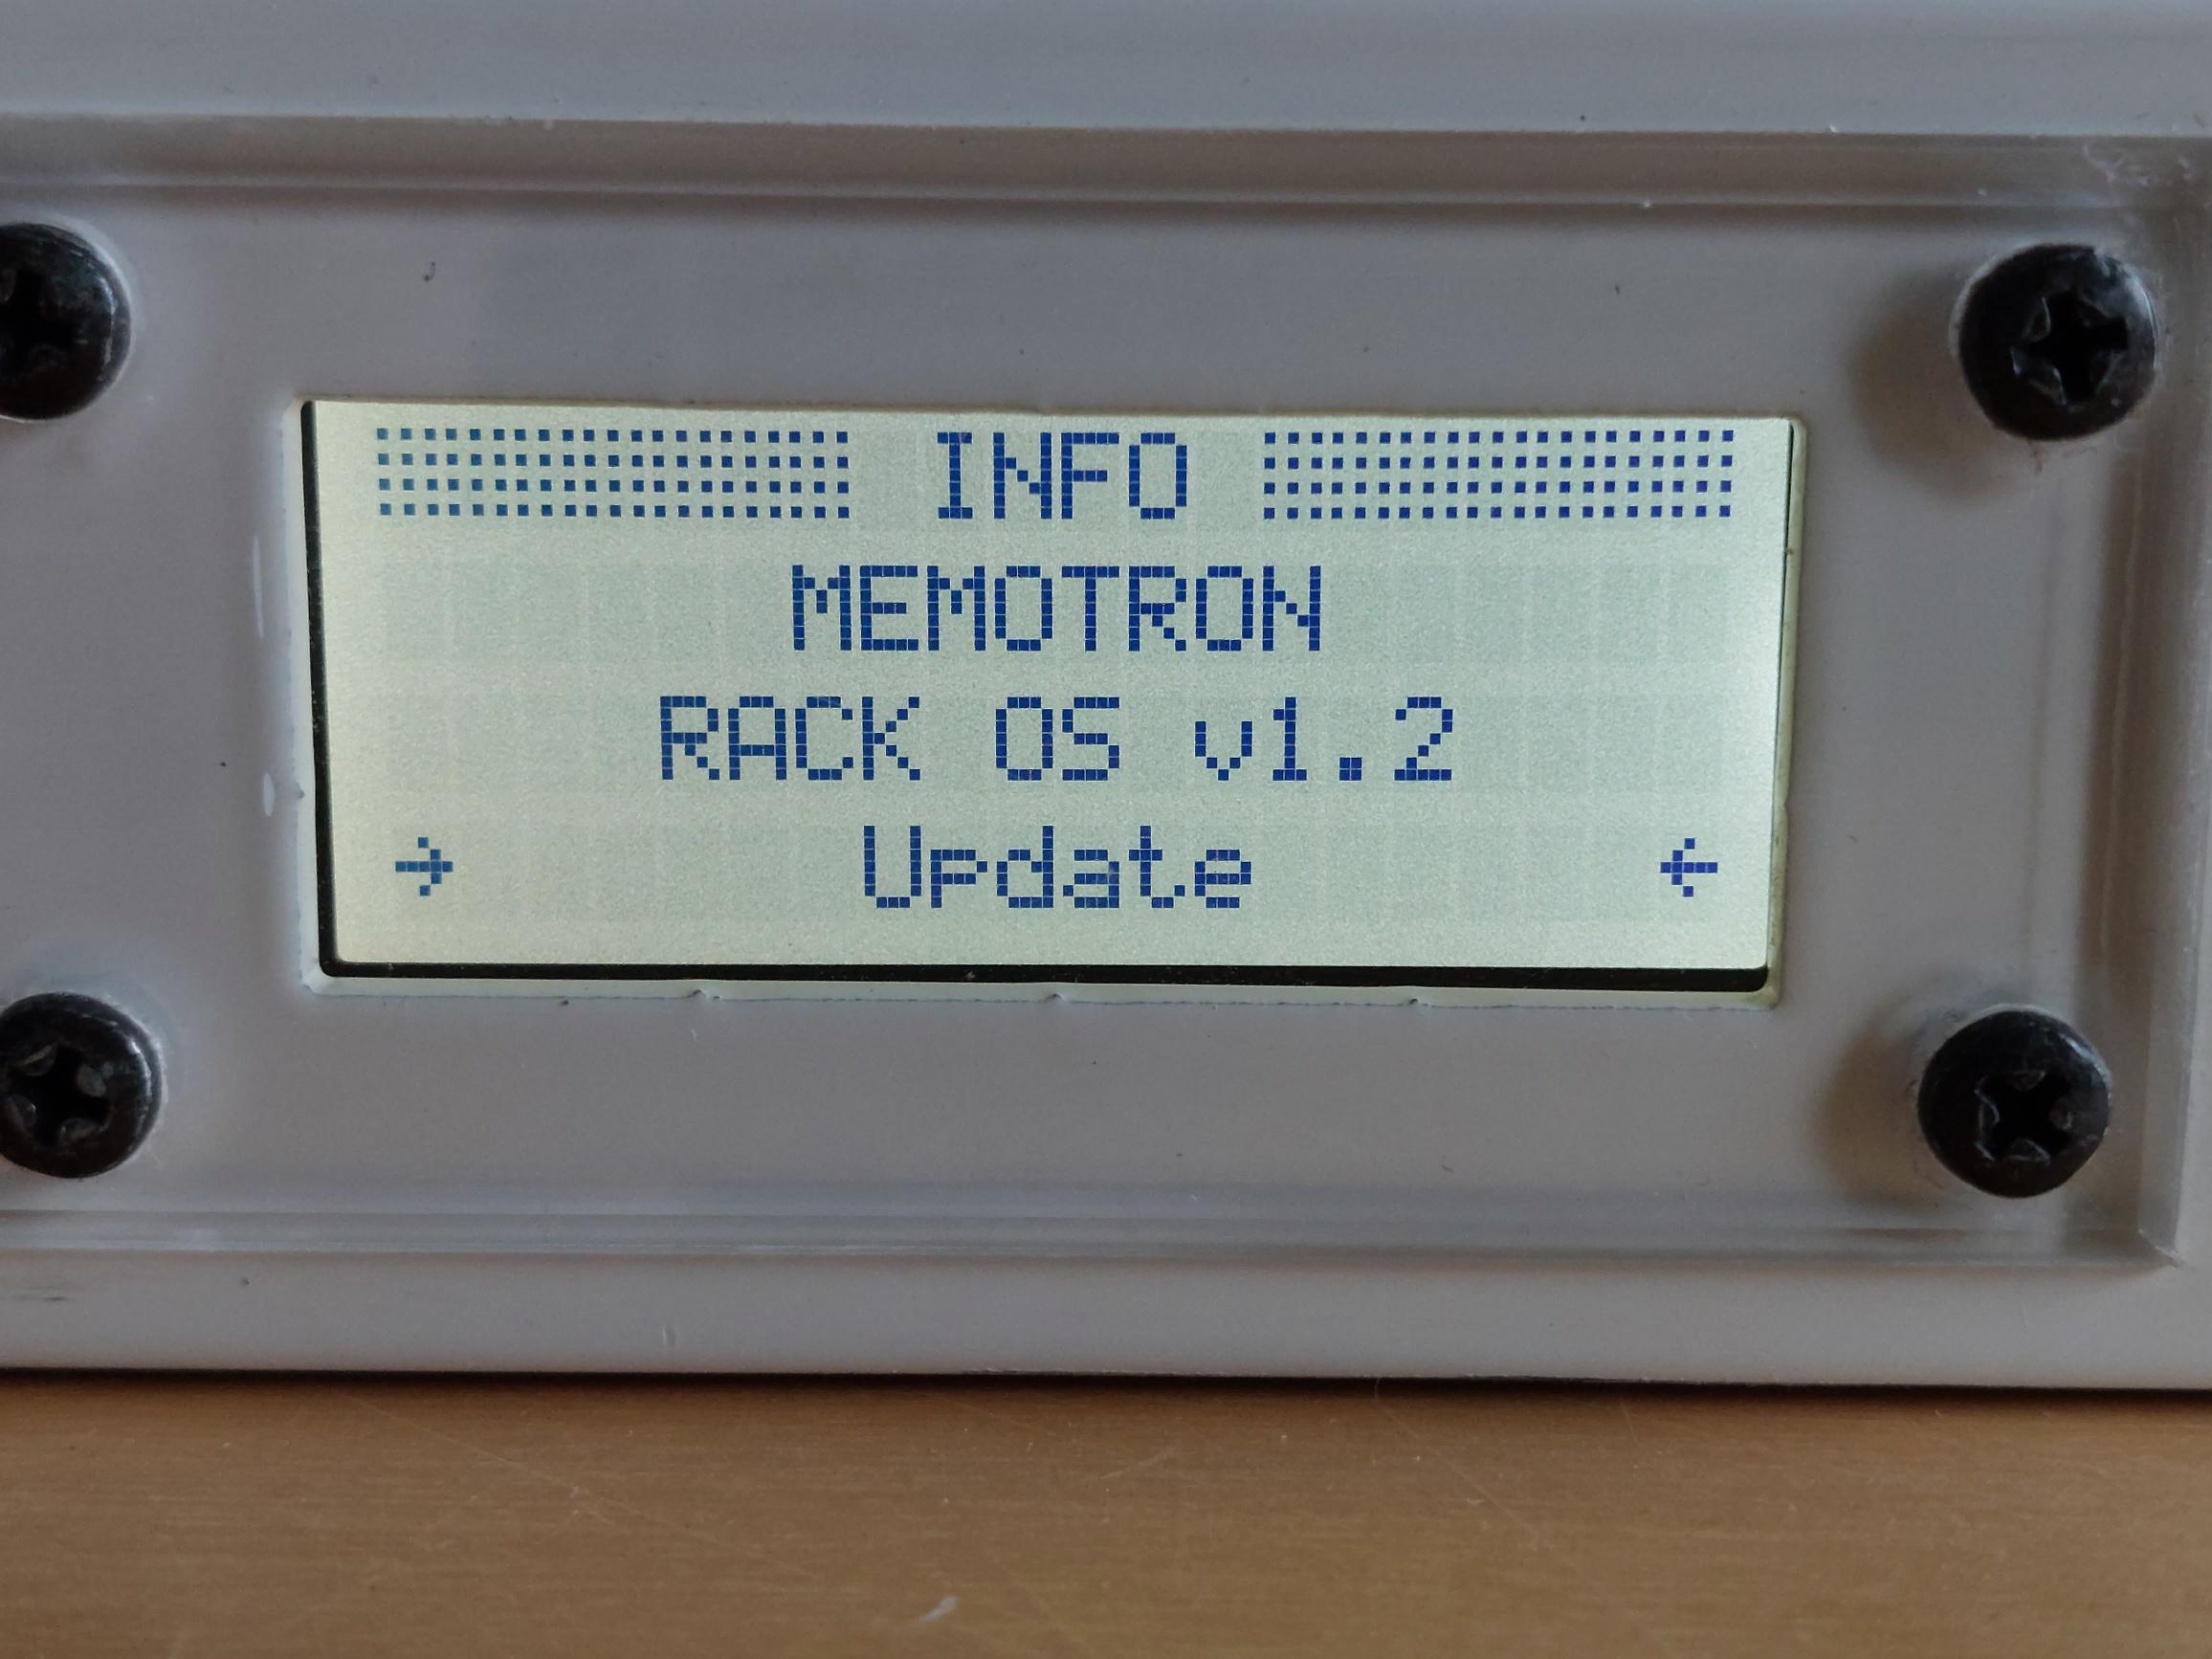 INFO
MEMOTRON
RACK OS v1.2
→ Update ←